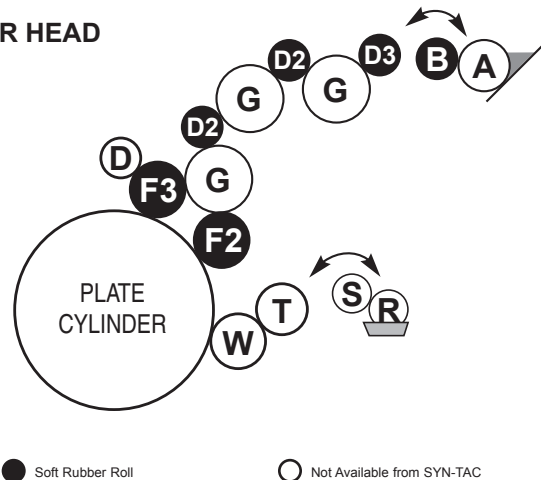 R HEAD
D2
D3
B
A
G
G
D2
D
F3
G
F2
PLATE
CYLINDER
S
T
R
W
Soft Rubber Roll
Not Available from SYN-TAC